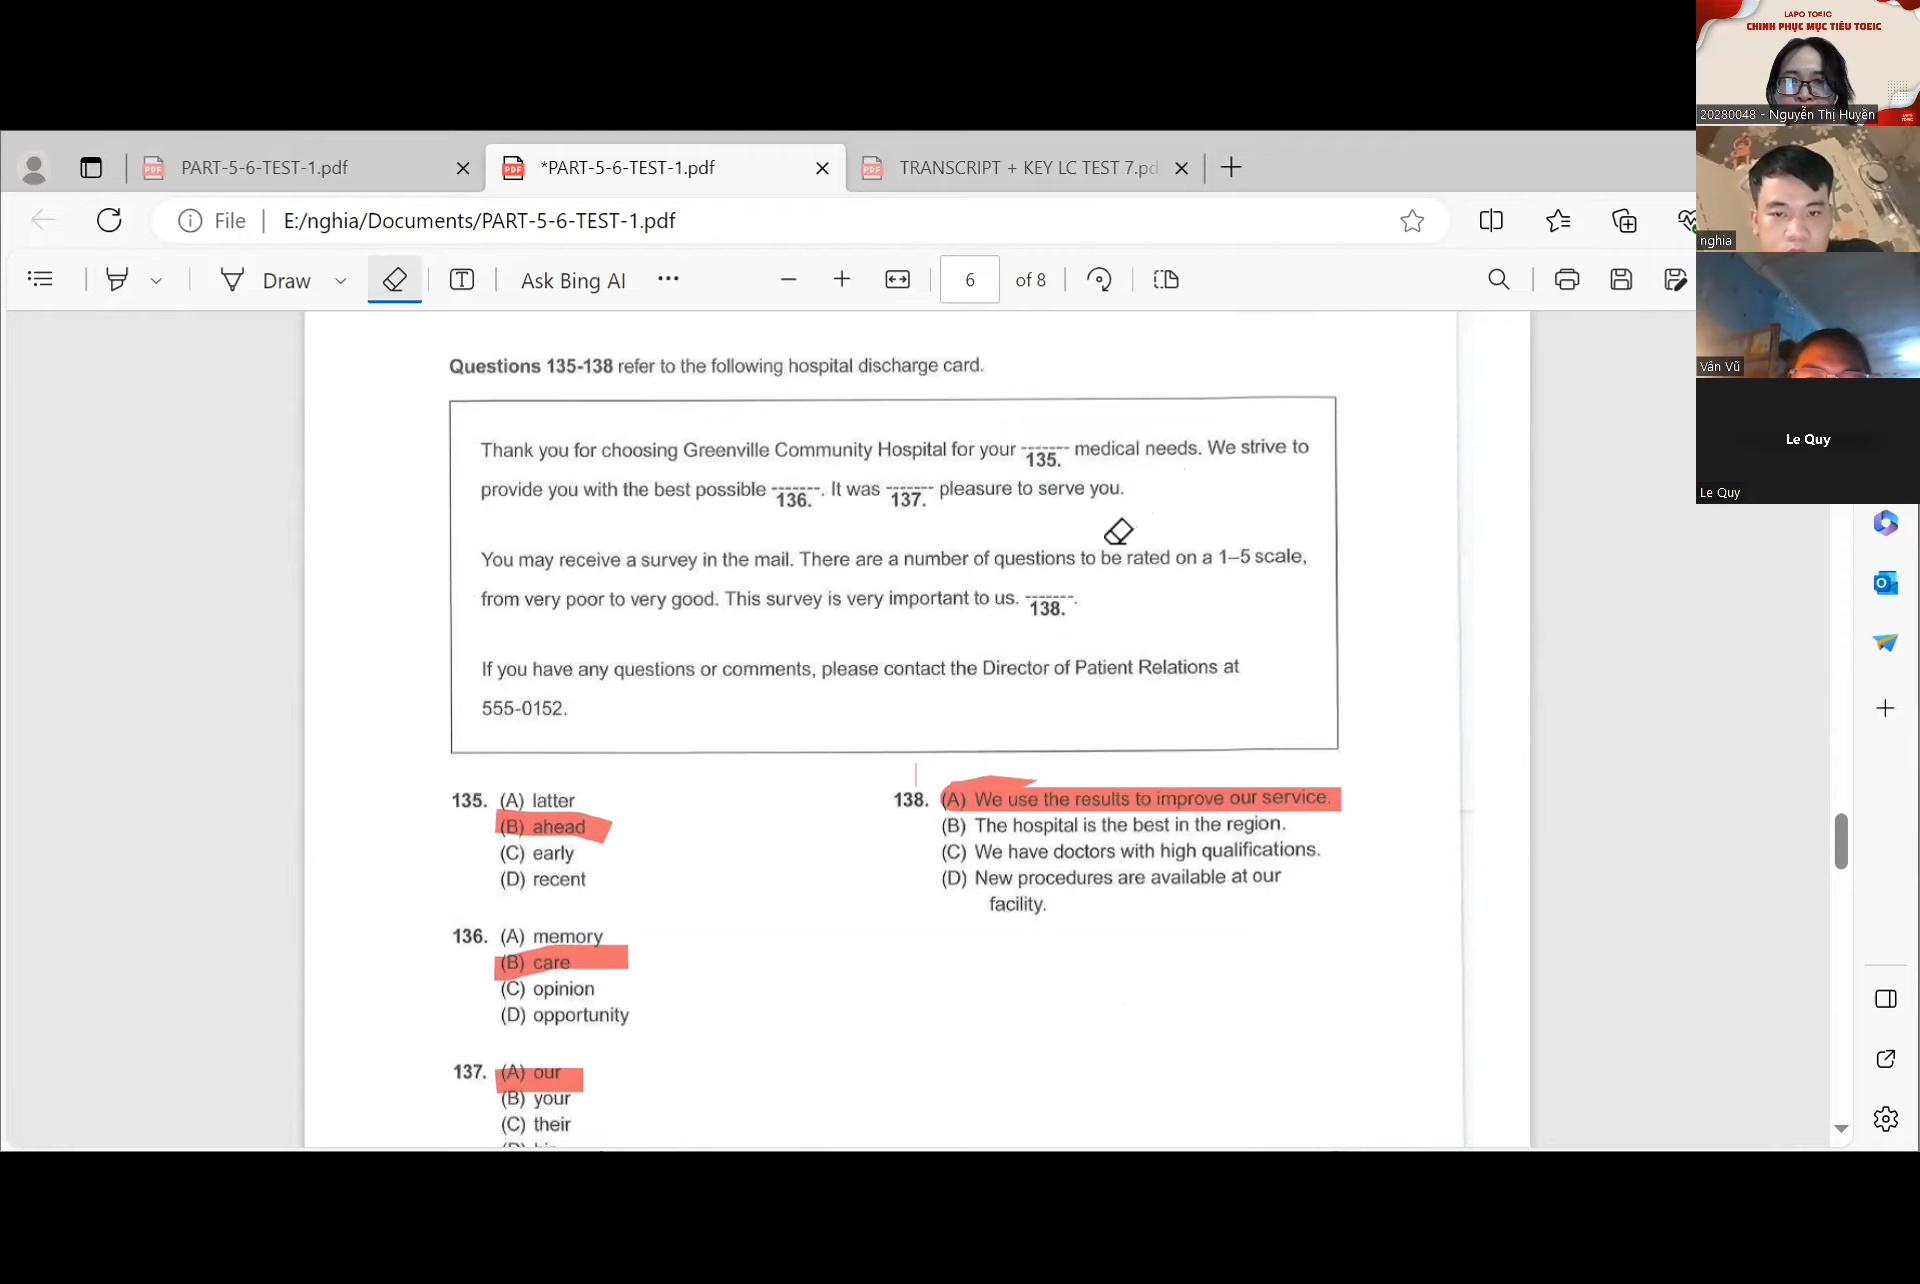 LAPO TOEIC
CHINH PHỤC MỤC TIÊU TOEIC
20280048 - Nguyễn Thị Huyền
nghia
Vân Vũ
Le Quy
Le Quy
PART-5-6-TEST-1.pdf
*PART-5-6-TEST-1.pdf
TRANSCRIPT + KEY LC TEST 7.pd
File
E:/nghia/Documents/PART-5-6-TEST-1.pdf
Draw
Ask Bing AI
6 of 8
Questions 135-138 refer to the following hospital discharge card.
Thank you for choosing Greenville Community Hospital for your ------- medical needs. We strive to
135.
provide you with the best possible -------. It was ------- pleasure to serve you.
136. 137.
You may receive a survey in the mail. There are a number of questions to be rated on a 1–5 scale,
from very poor to very good. This survey is very important to us. -------.
138.
If you have any questions or comments, please contact the Director of Patient Relations at
555-0152.
135. (A) latter
(B) ahead
(C) early
(D) recent
136. (A) memory
(B) care
(C) opinion
(D) opportunity
137. (A) our
(B) your
(C) their
138. (A) We use the results to improve our service.
(B) The hospital is the best in the region.
(C) We have doctors with high qualifications.
(D) New procedures are available at our
facility.